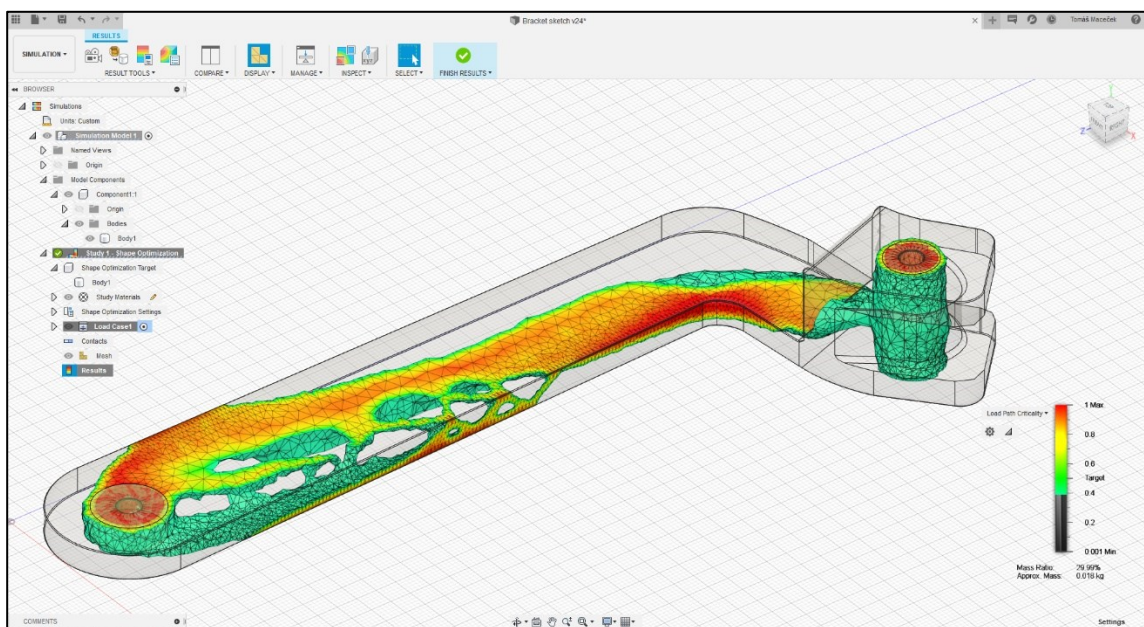 Bracket sketch v24*
Tomáš Maceček
RESULTS
SIMULATION
RESULT TOOLS
COMPARE
DISPLAY
MANAGE
INSPECT
SELECT
FINISH RESULTS
BROWSER
Simulations
Units: Custom
Simulation Model 1
Named Views
Origin
Model Components
Component1:1
Origin
Bodies
Body1
Study 1 - Shape Optimization
Shape Optimization Target
Body1
Study Materials
Shape Optimization Settings
Load Case1
Contacts
Mesh
Results
Y
Z
X
Load Path Criticality
1 Max
0.8
0.6
Target
0.4
0.2
0.001 Min
Mass Ratio: 29.99%
Approx. Mass: 0.018 kg
COMMENTS
Settings